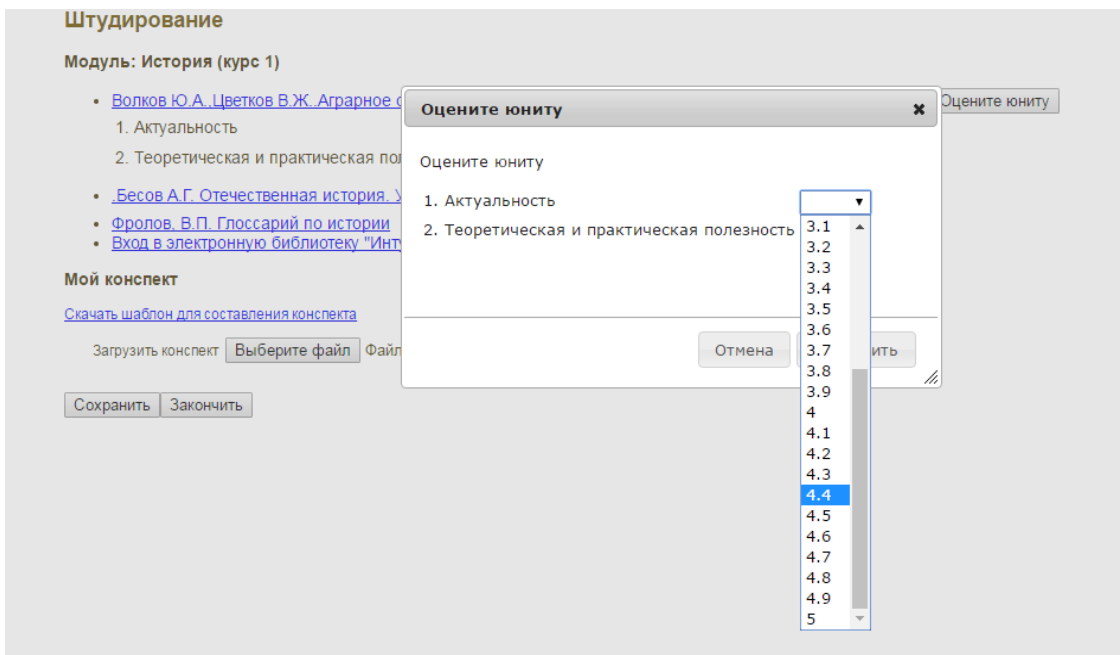 Штудирование
Модуль: История (курс 1)
• Волков Ю.А.,Цветков В.Ж..Аграрное
Оцените юниту
1. Актуальность
2. Теоретическая и практическая
• .Бесов А.Г. Отечественная история.
• Фролов, В.П. Глоссарий по истории
• Вход в электронную библиотеку
Мой конспект
Скачать шаблон для составления конспекта
Загрузить конспект Выберите файл
Сохранить Закончить
Оцените юниту
Оцените юниту
1. Актуальность
2. Теоретическая и практическая полезность
3.1
3.2
3.3
3.4
3.5
3.6
3.7
3.8
3.9
4
4.1
4.2
4.3
4.4
4.5
4.6
4.7
4.8
4.9
5
Отмена